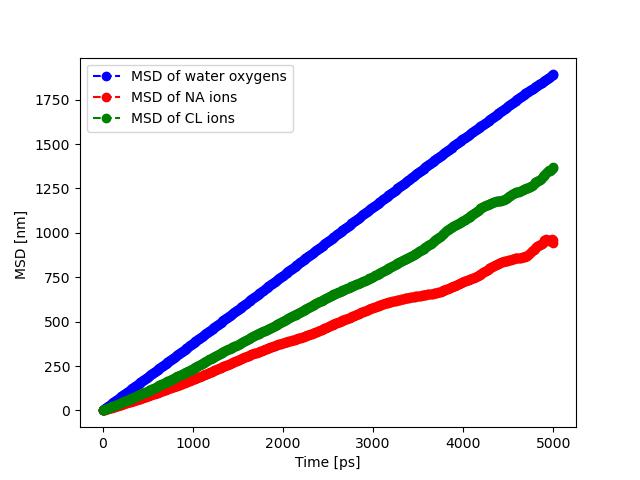 MSD of water oxygens
MSD of NA ions
MSD of CL ions
1750
1500
1250
1000
750
500
250
0
MSD [nm]
0 1000 2000 3000 4000 5000
Time [ps]